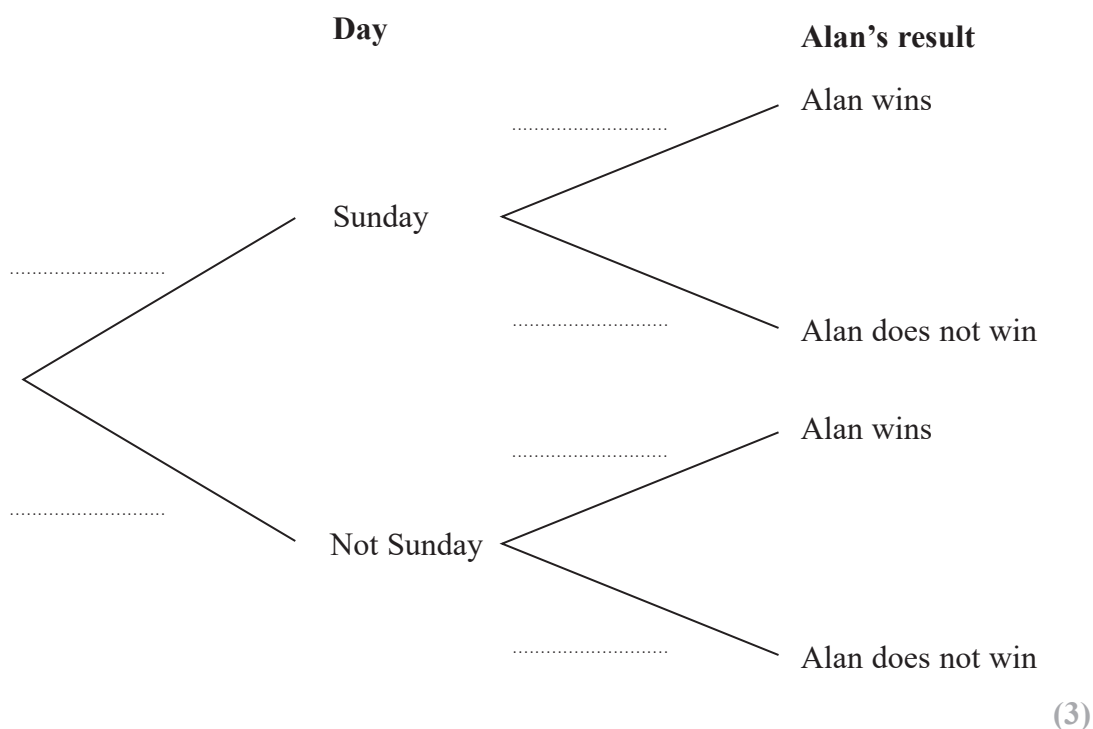 Day
Alan’s result
Alan wins
Sunday
Alan does not win
Alan wins
Not Sunday
Alan does not win
(3)